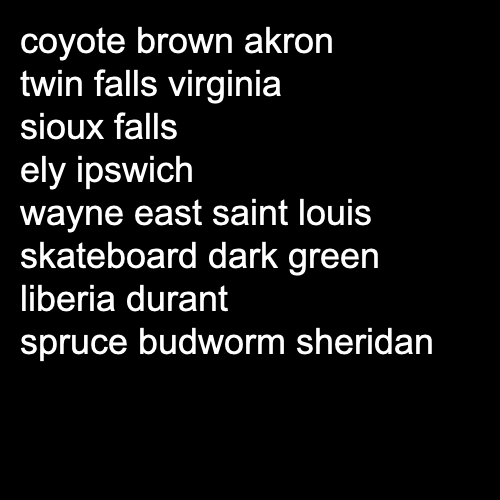 coyote brown akron
twin falls virginia
sioux falls
ely ipswich
wayne east saint louis
skateboard dark green
liberia durant
spruce budworm sheridan